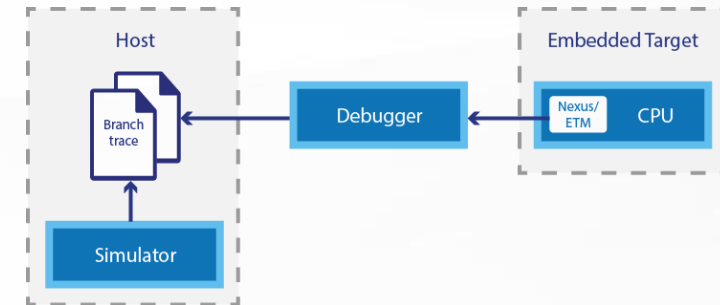 Host
Embedded Target
Branch
trace
Debugger
Nexus/
ETM
CPU
Simulator